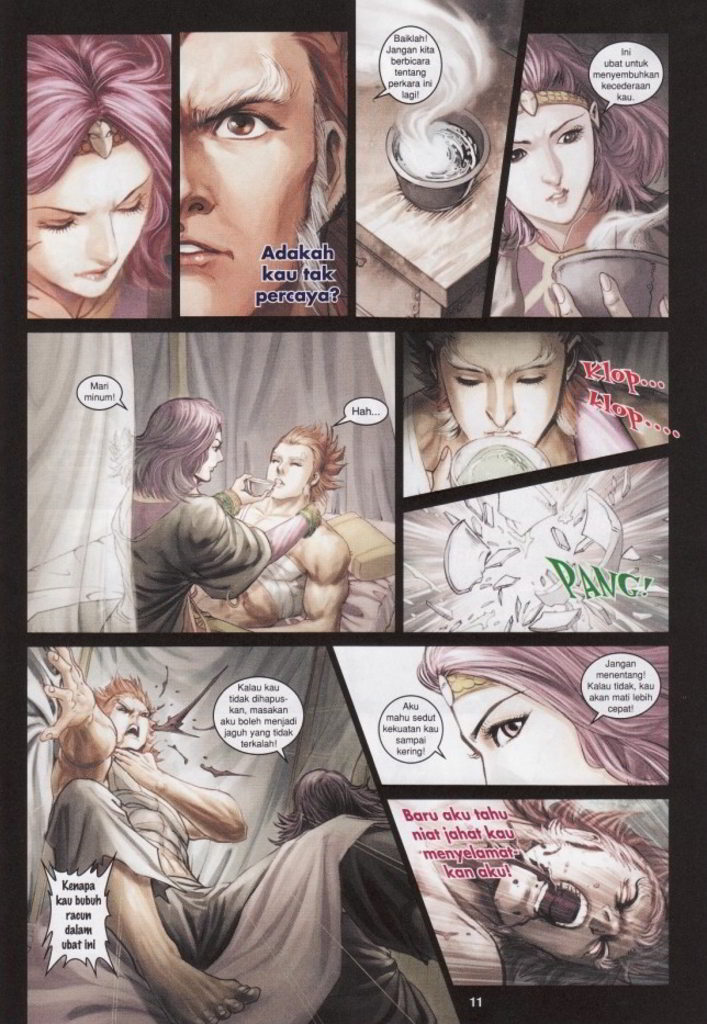 Adakah
kau tak
percaya?
Baiklah!
Jangan kita
berbicara
tentang
perkara ini
lagi!
Ini
ubat untuk
menyembuhkan
kecederaan
kau.
Mari
minum!
Hah...
Klop...
Klop....
PANG!
Kalau kau
tidak dihapus-
kan, masakan
aku boleh menjadi
jaguh yang tidak
terkalah!
Kenapa
kau bubuh
racun
dalam
ubat ini
Jangan
menentang!
Kalau tidak, kau
akan mati lebih
cepat!
Aku
mahu sedut
kekuatan kau
sampai
kering!
Baru aku tahu
niat jahat kau
menyelamat-
kan aku!
11